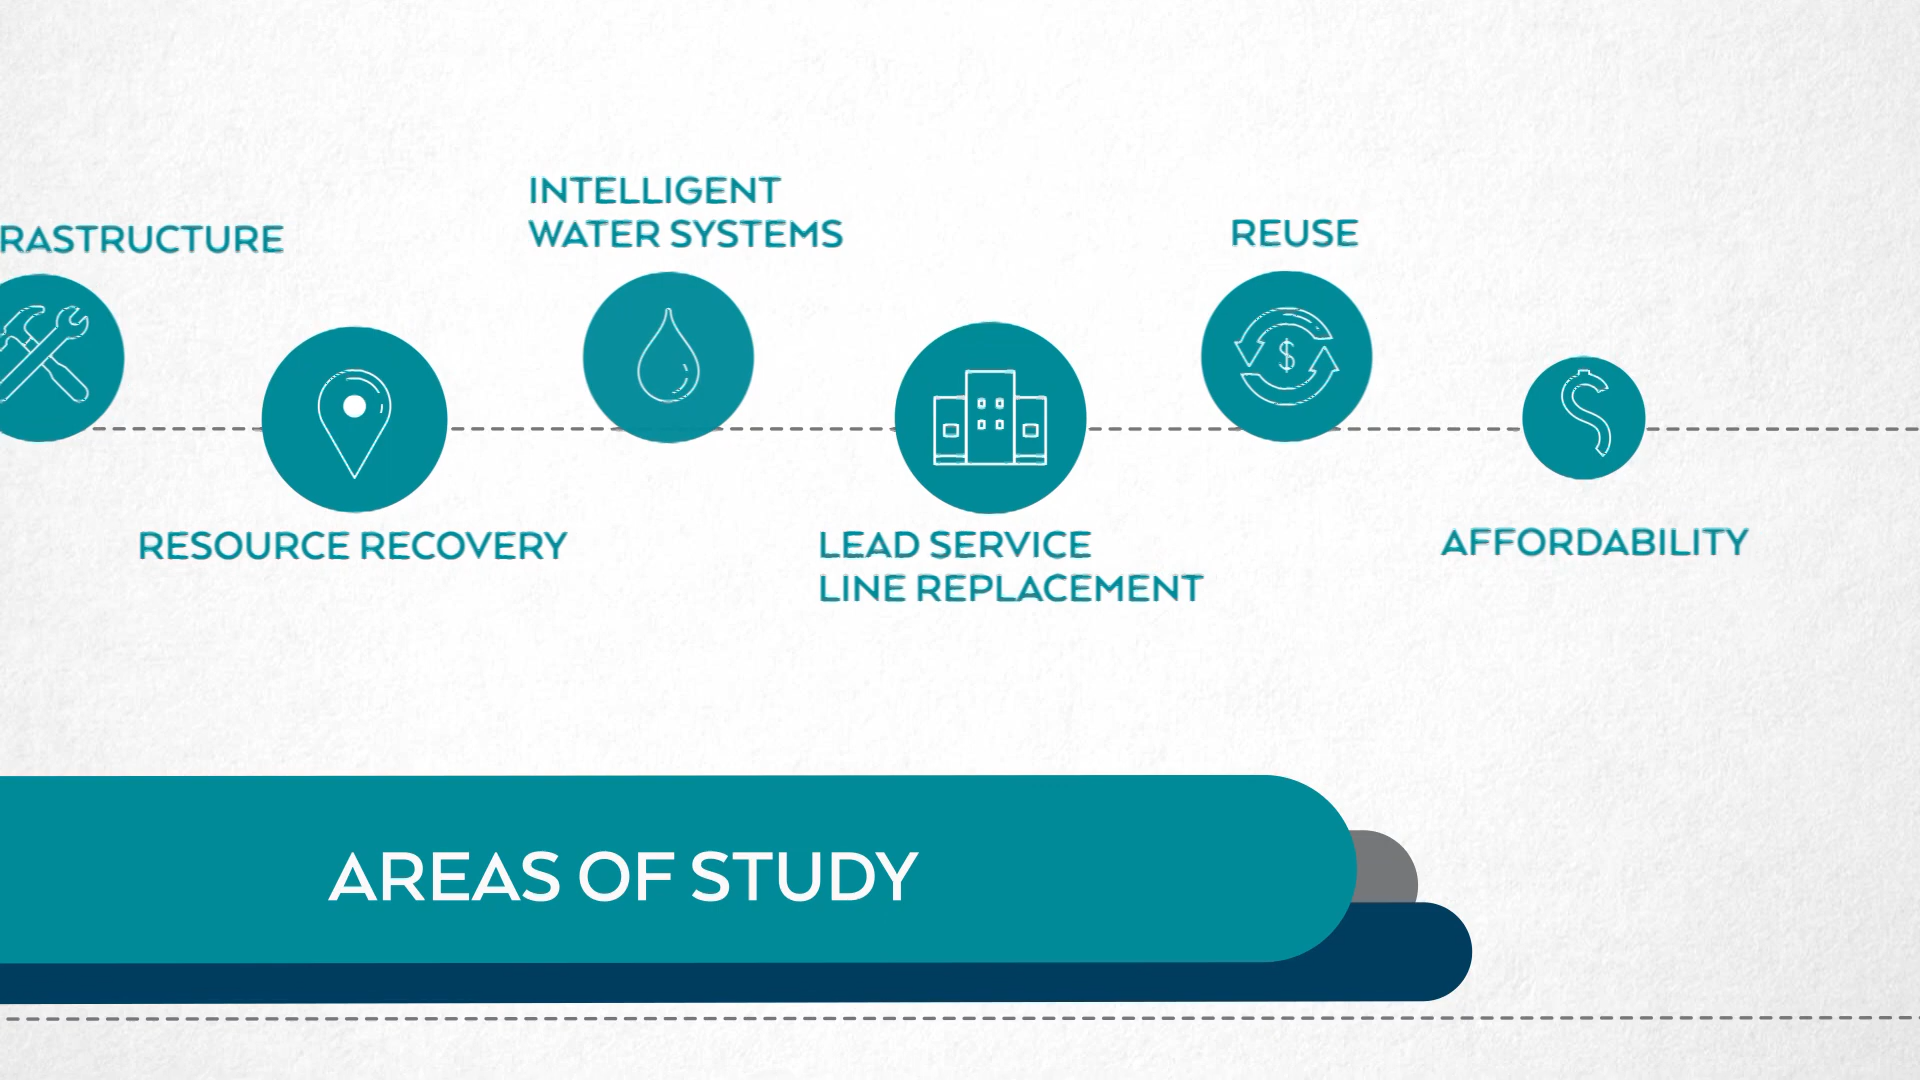 RASTRUCTURE
RESOURCE RECOVERY
INTELLIGENT
WATER SYSTEMS
LEAD SERVICE
LINE REPLACEMENT
REUSE
$
AFFORDABILITY
AREAS OF STUDY